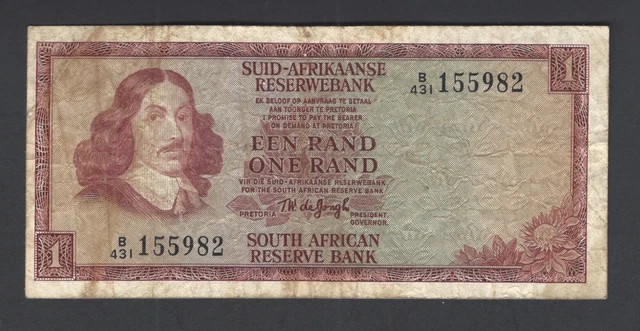 1
SUID-AFRIKAANSE
RESERWEBANK
B/431 155982
EK BELOOF OP AANVRAAG TE BETAAL
AAN TOONDER TE PRETORIA
I PROMISE TO PAY THE BEARER
ON DEMAND AT PRETORIA
EEN RAND
ONE RAND
VIR DIE SUID-AFRIKAANSE RESERWEBANK
FOR THE SOUTH AFRICAN RESERVE BANK
T W de Jongh
PRETORIA
PRESIDENT
GOVERNOR.
B/431 155982
SOUTH AFRICAN
RESERVE BANK
1